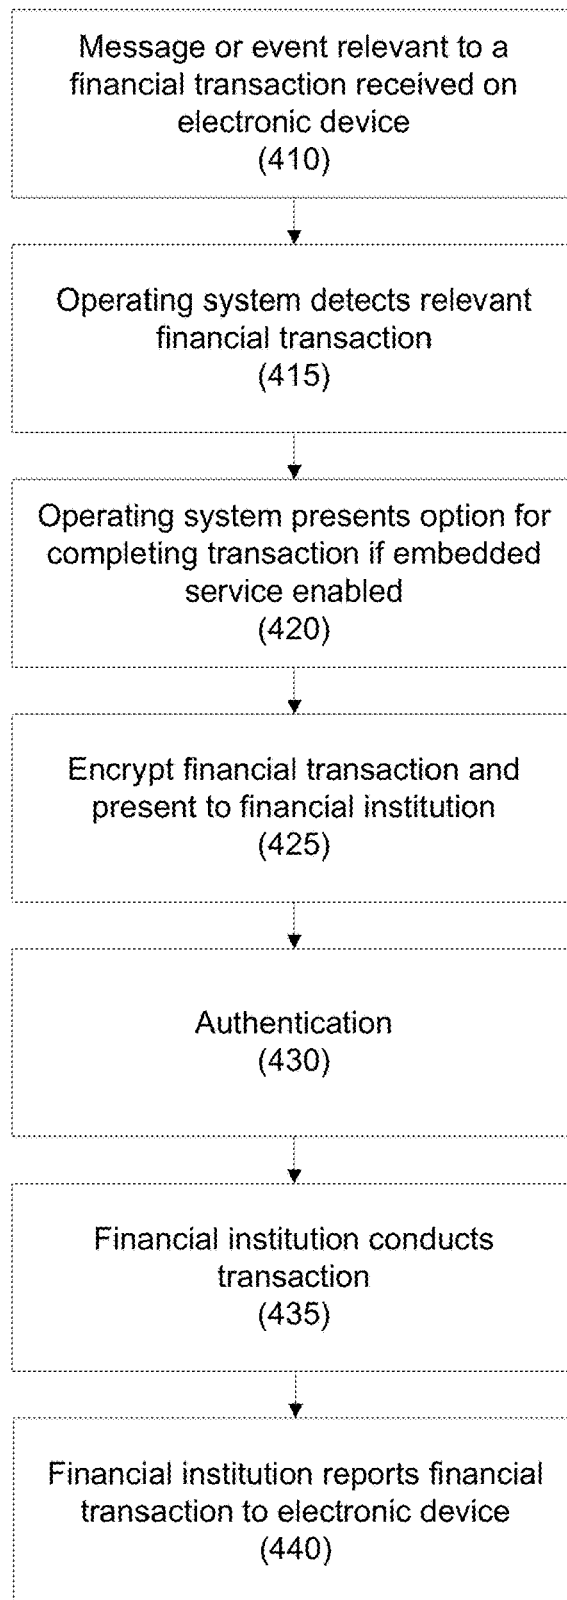 Message or event relevant to a
financial transaction received on
electronic device
(410)
Operating system detects relevant
financial transaction
(415)
Operating system presents option for
completing transaction if embedded
service enabled
(420)
Encrypt financial transaction and
present to financial institution
(425)
Authentication
(430)
Financial institution conducts
transaction
(435)
Financial institution reports financial
transaction to electronic device
(440)